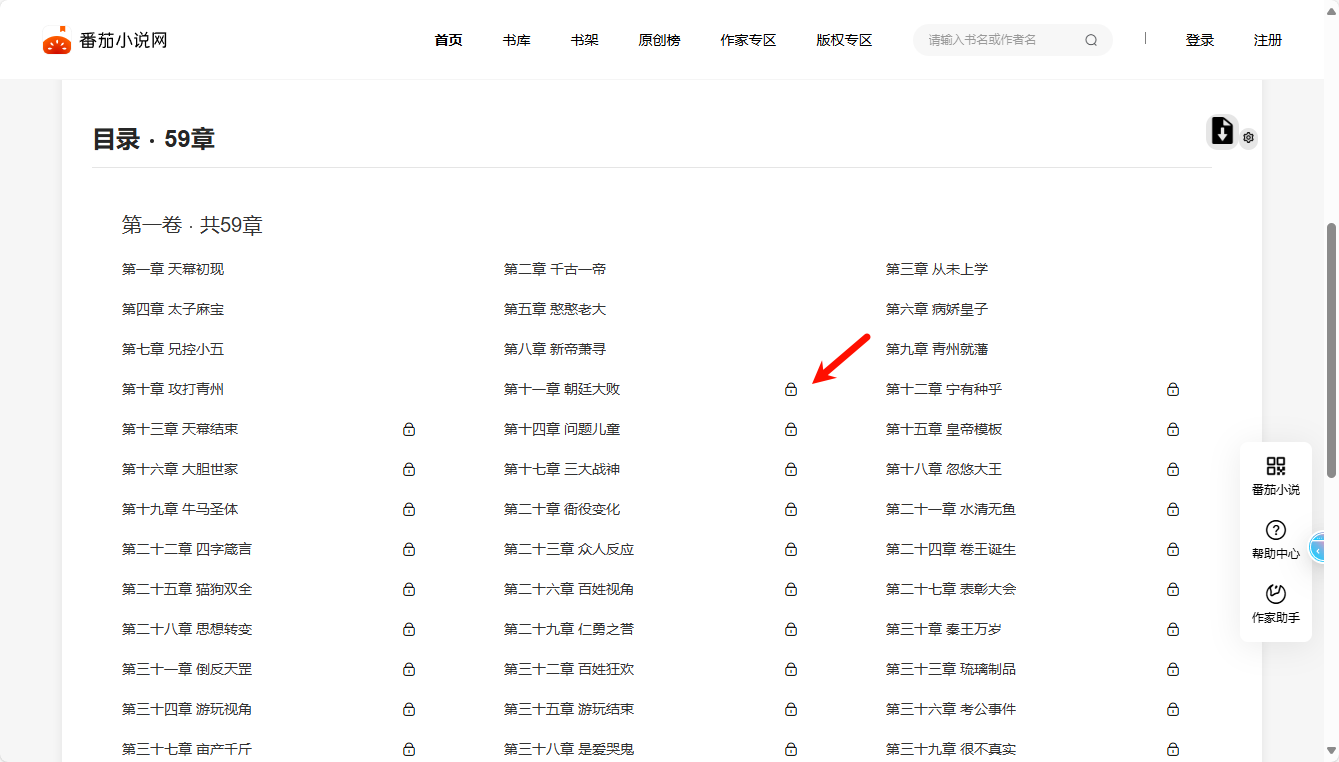 番茄小说网 首页 书库 书架 原创榜 作家专区 版权专区 请输入书名或作者名 登录 注册
目录 · 59章
第一卷 · 共59章
第一章 天幕初现 第二章 千古一帝 第三章 从未上学
第四章 太子麻宝 第五章 憨憨老大 第六章 病娇皇子
第七章 兄控小五 第八章 新帝萧寻 第九章 青州就藩
第十章 攻打青州 第十一章 朝廷大败 第十二章 宁有种乎
第十三章 天幕结束 第十四章 问题儿童 第十五章 皇帝模板
第十六章 大胆世家 第十七章 三大战神 第十八章 忽悠大王
第十九章 牛马圣体 第二十章 衙役变化 第二十一章 水清无鱼
第二十二章 四字箴言 第二十三章 众人反应 第二十四章 卷王诞生
第二十五章 猫狗双全 第二十六章 百姓视角 第二十七章 表彰大会
第二十八章 思想转变 第二十九章 仁勇之菩 第三十章 秦王万岁
第三十一章 倒反天罡 第三十二章 百姓狂欢 第三十三章 琉璃制品
第三十四章 游玩视角 第三十五章 游玩结束 第三十六章 考公事件
第三十七章 亩产千斤 第三十八章 是爱哭鬼 第三十九章 很不真实
番茄小说
帮助中心
作家助手